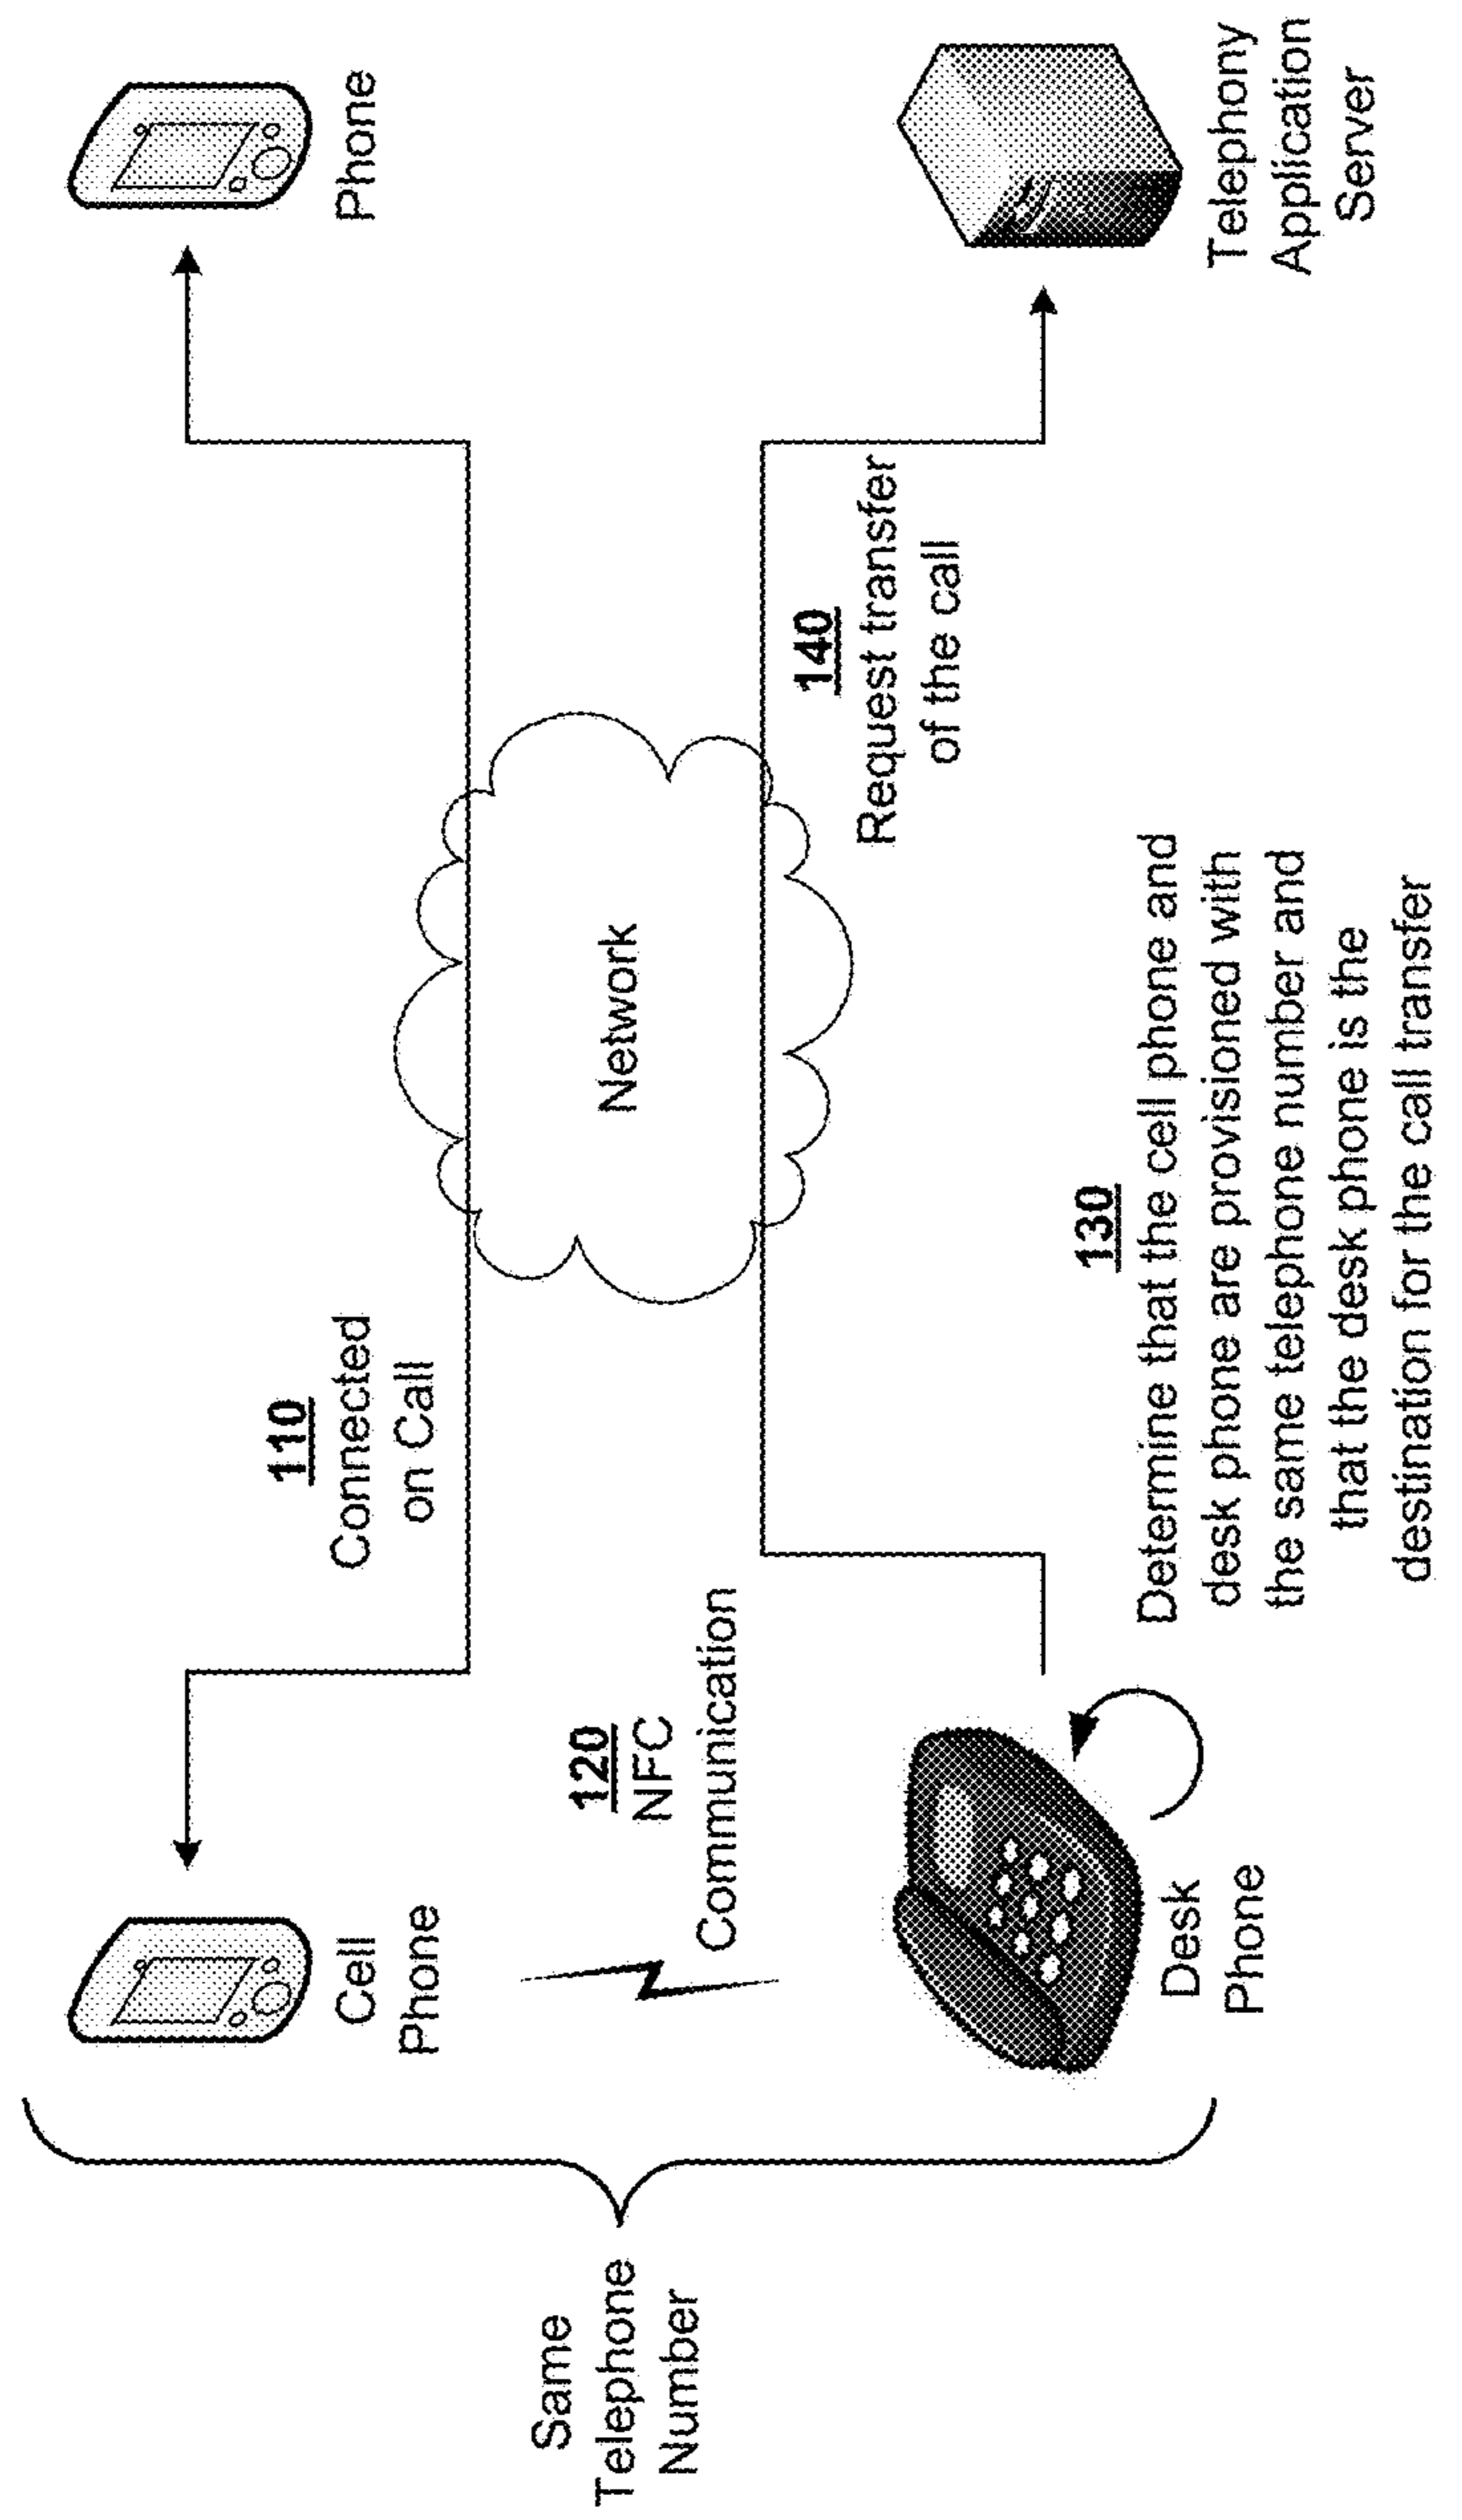 Same
Telephone
Number
Cell
Phone
110
Connected
on Call
Phone
120
NFC
Communication
Network
140
Request transfer
of the call
Desk
Phone
130
Determine that the cell phone and
desk phone are provisioned with
the same telephone number and
that the desk phone is the
destination for the call transfer
Telephony
Application
Server